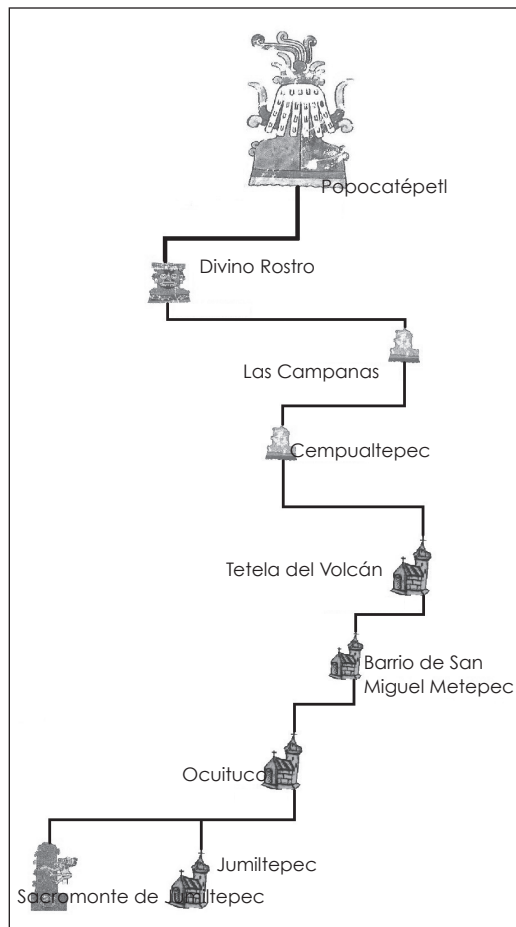 Popocatépetl
Divino Rostro
Las Campanas
Cempualtepec
Tetela del Volcán
Barrio de San
Miguel Metepec
Ocuituco
Jumiltepec
Sacromonte de Jumiltepec